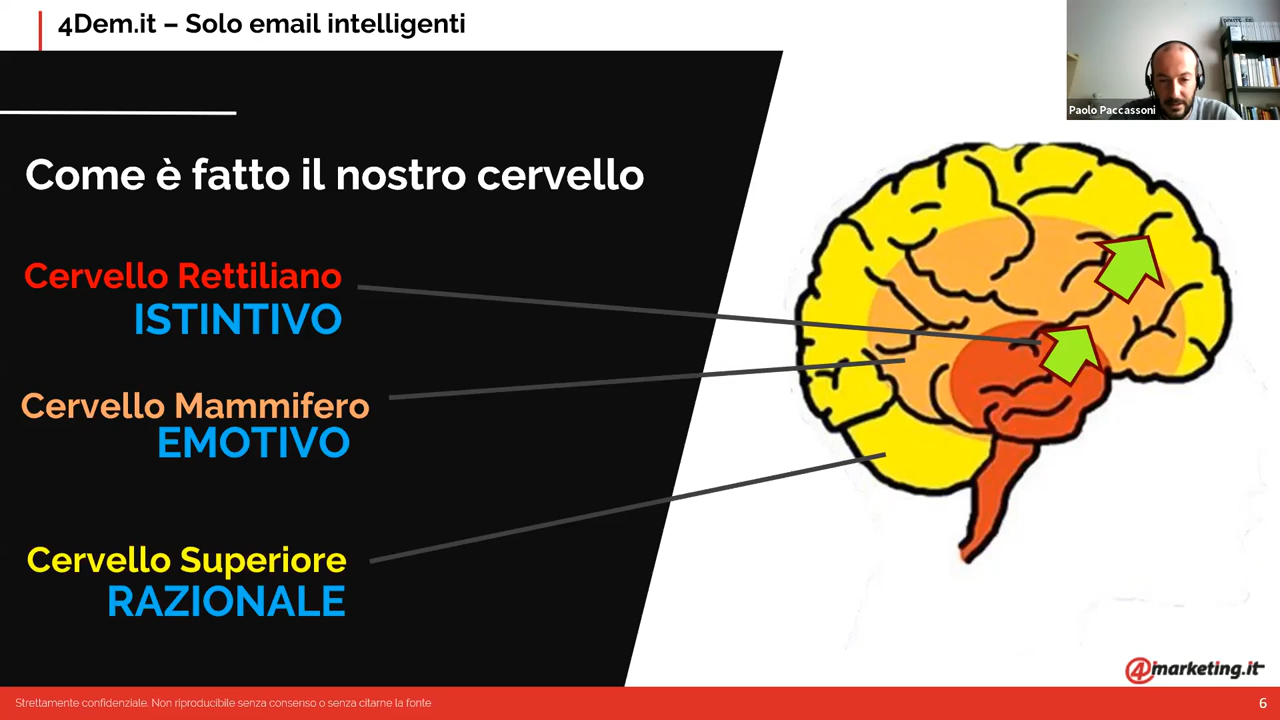 4Dem.it – Solo email intelligenti
Paolo Paccassoni
Come è fatto il nostro cervello
Cervello Rettiliano
ISTINTIVO
Cervello Mammifero
EMOTIVO
Cervello Superiore
RAZIONALE
4marketing.it
Strettamente confidenziale. Non riproducibile senza consenso o senza citarne la fonte
6